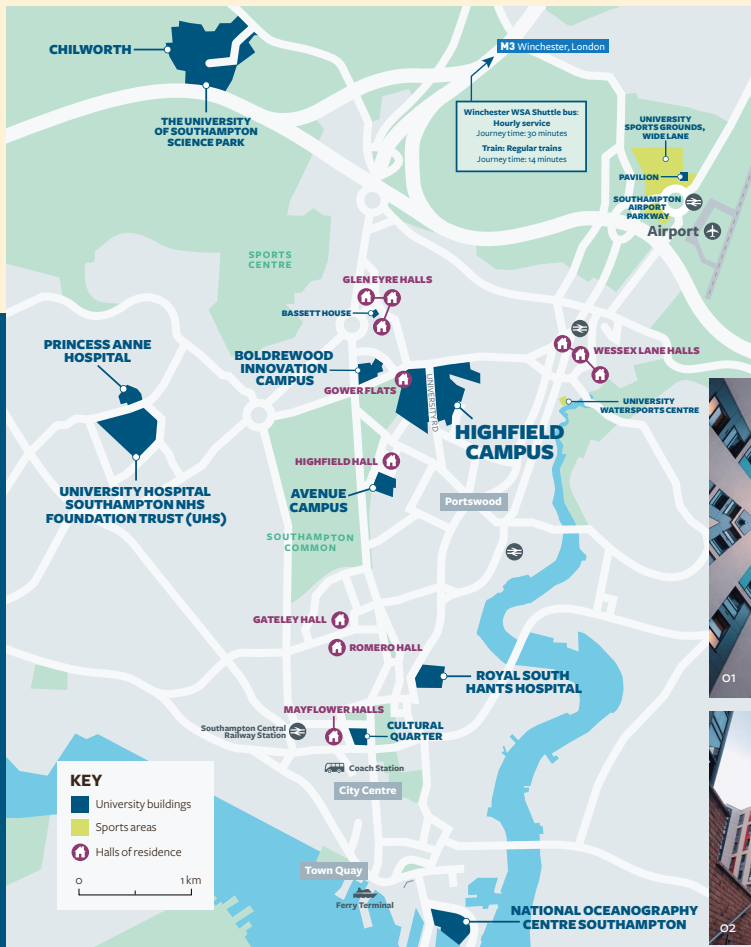 CHILWORTH
THE UNIVERSITY
OF SOUTHAMPTON
SCIENCE PARK
M3 Winchester, London
Winchester WSA Shuttle bus:
Hourly service
Journey time: 30 minutes
Train: Regular trains
Journey time: 14 minutes
UNIVERSITY
SPORTS GROUNDS,
WIDE LANE
PAVILION
SOUTHAMPTON
AIRPORT
PARKWAY
Airport
SPORTS
CENTRE
GLEN EYRE HALLS
BASSETT HOUSE
PRINCESS ANNE
HOSPITAL
BOLDREWOOD
INNOVATION
CAMPUS
GOWER FLATS
UNIVERSITY RD
WESSEX LANE HALLS
UNIVERSITY
WATERSPORTS CENTRE
HIGHFIELD
CAMPUS
HIGHFIELD HALL
AVENUE
CAMPUS
Portswood
UNIVERSITY HOSPITAL
SOUTHAMPTON NHS
FOUNDATION TRUST (UHS)
SOUTHAMPTON
COMMON
GATELEY HALL
ROMERO HALL
ROYAL SOUTH
HANTS HOSPITAL
01
MAYFLOWER HALLS
Southampton Central
Railway Station
CULTURAL
QUARTER
Coach Station
City Centre
KEY
University buildings
Sports areas
Halls of residence
0 1 km
Town Quay
Ferry Terminal
NATIONAL OCEANOGRAPHY
CENTRE SOUTHAMPTON
02